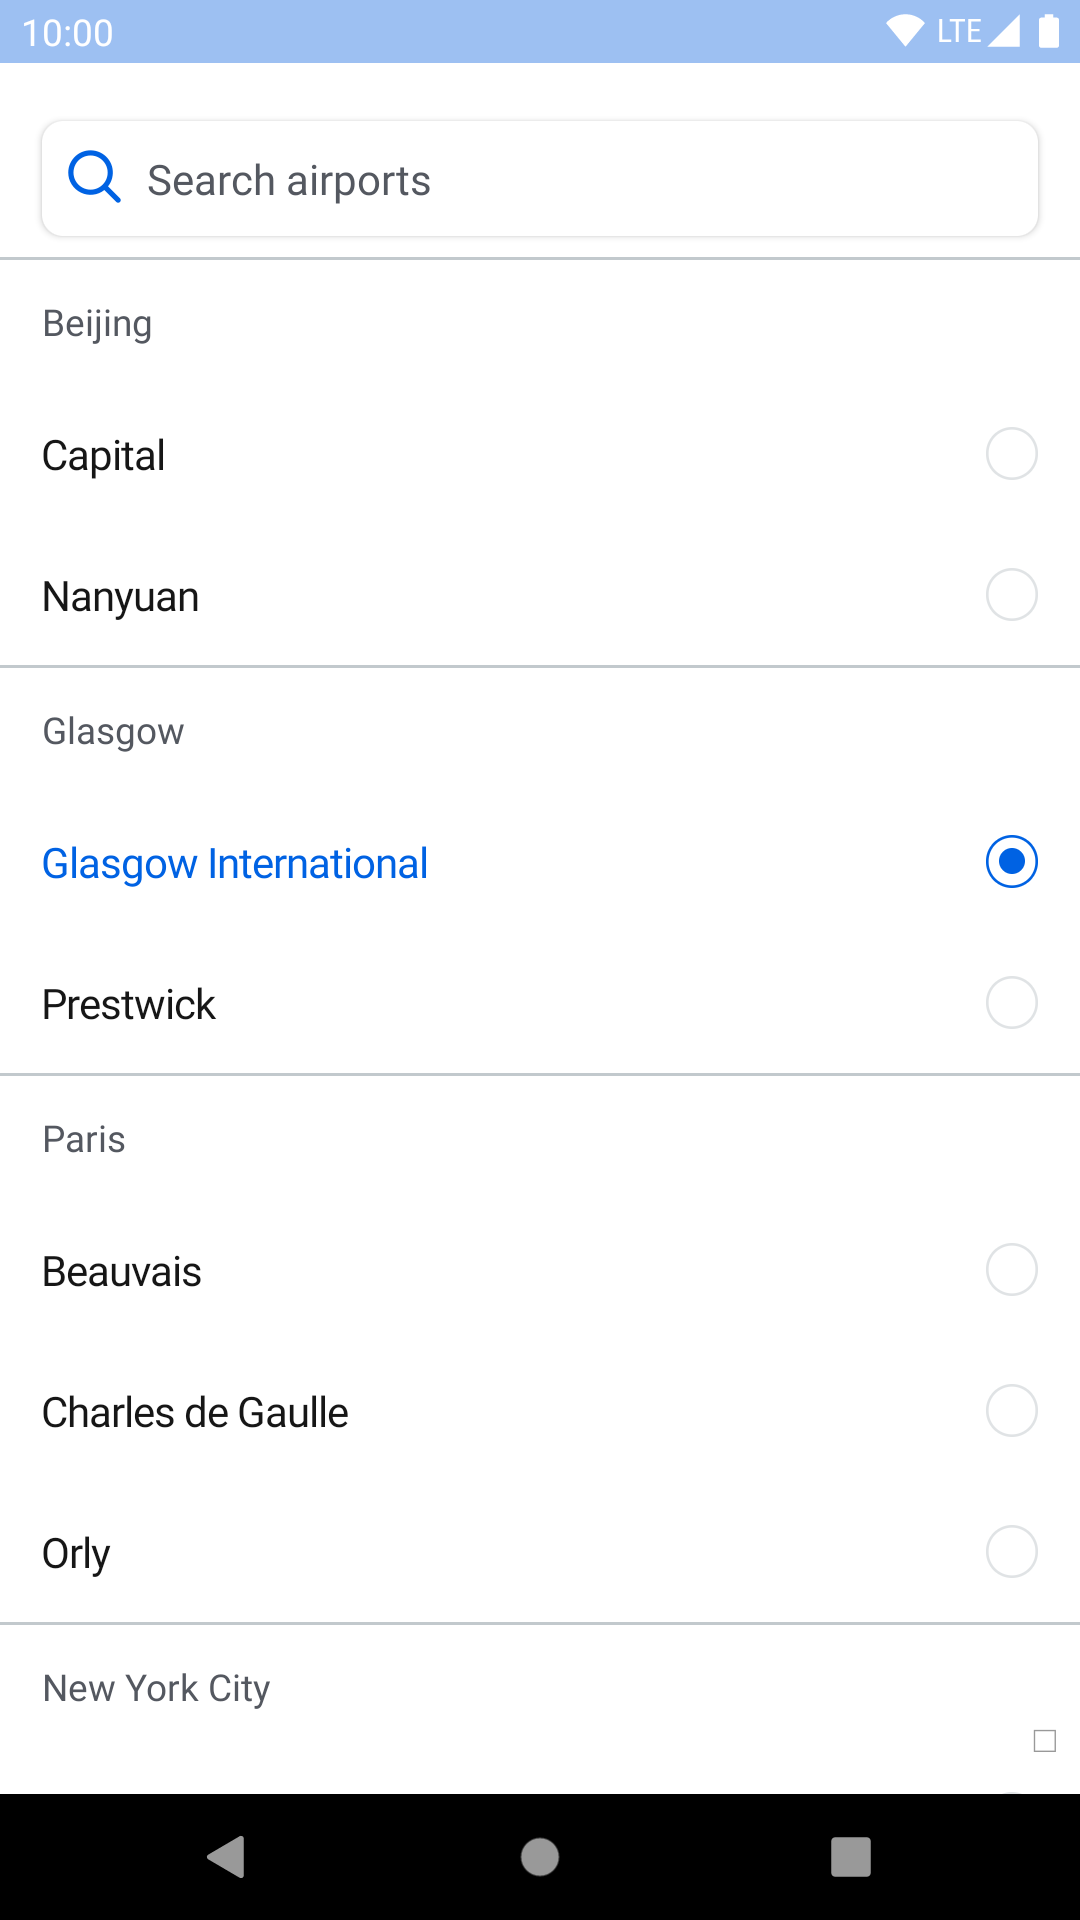 10:00 LTE
Search airports
Beijing
Capital
Nanyuan
Glasgow
Glasgow International
Prestwick
Paris
Beauvais
Charles de Gaulle
Orly
New York City